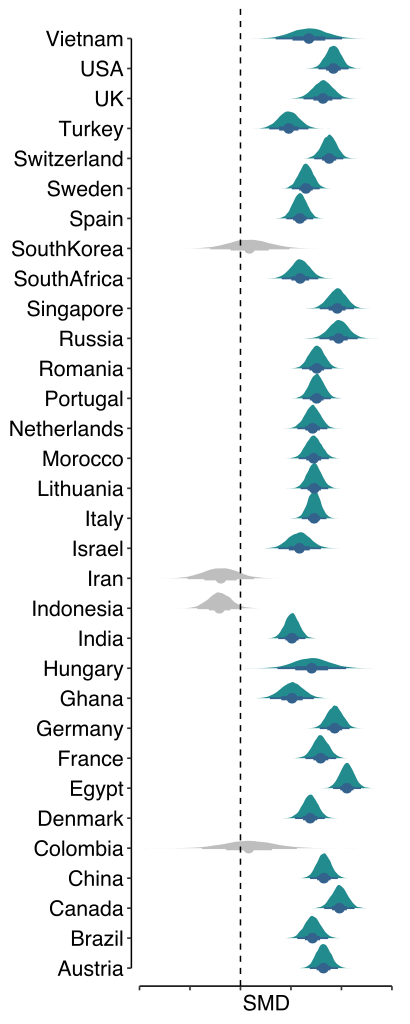 Vietnam
USA
UK
Turkey
Switzerland
Sweden
Spain
SouthKorea
SouthAfrica
Singapore
Russia
Romania
Portugal
Netherlands
Morocco
Lithuania
Italy
Israel
Iran
Indonesia
India
Hungary
Ghana
Germany
France
Egypt
Denmark
Colombia
China
Canada
Brazil
Austria
SMD